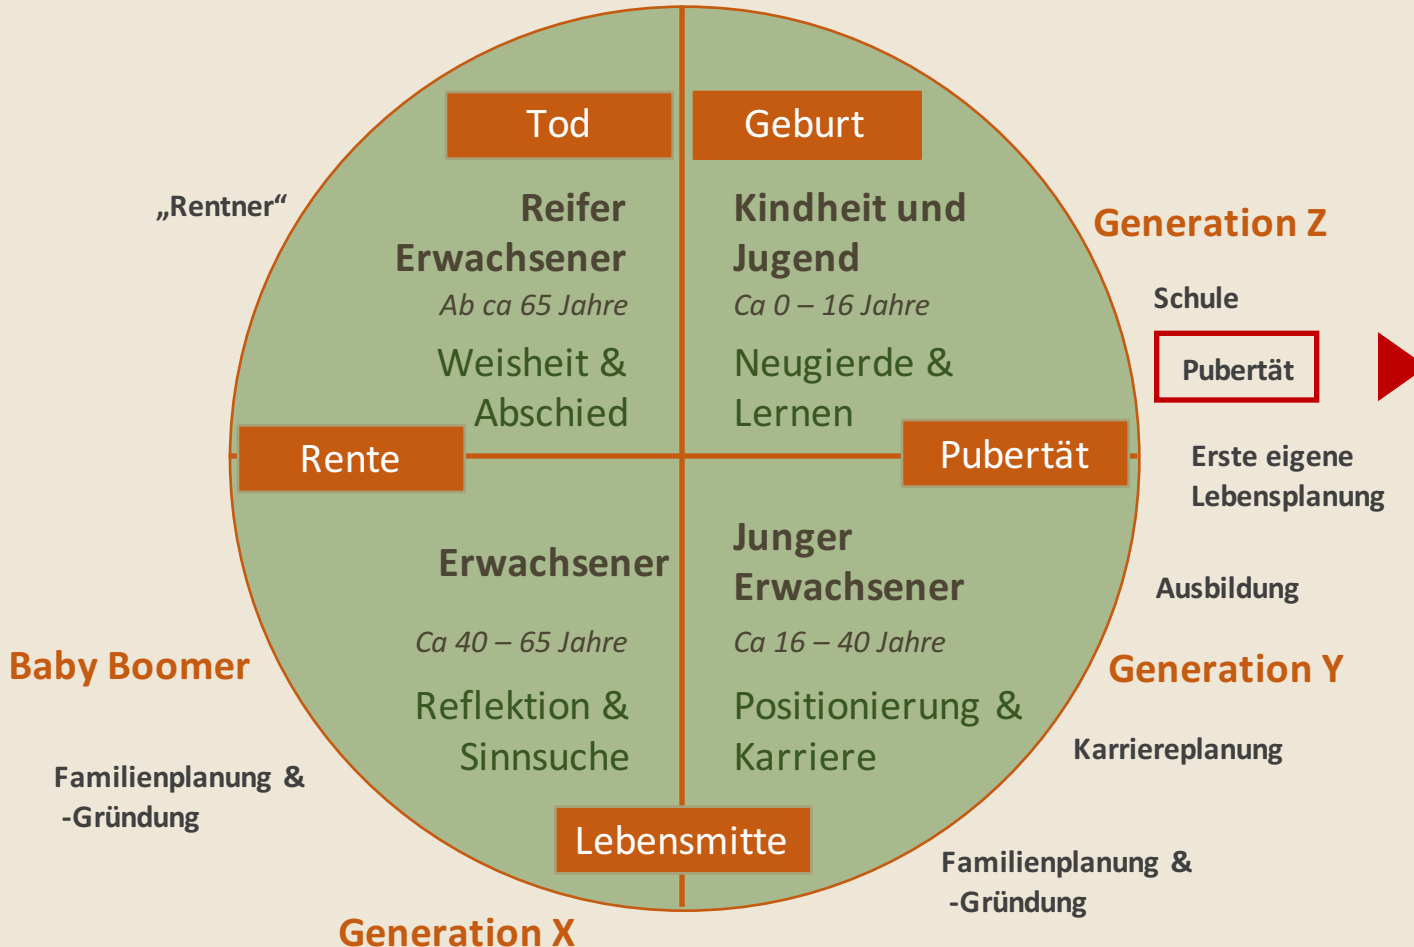 Tod
Geburt
„Rentner“
Reifer
Erwachsener
Ab ca 65 Jahre
Weisheit &
Abschied
Kindheit und
Jugend
Ca 0 – 16 Jahre
Neugierde &
Lernen
Generation Z
Schule
Pubertät
Rente
Pubertät
Erste eigene
Lebensplanung
Erwachsener
Ca 40 – 65 Jahre
Reflektion &
Sinnsuche
Junger
Erwachsener
Ca 16 – 40 Jahre
Positionierung &
Karriere
Ausbildung
Generation Y
Karriereplanung
Baby Boomer
Familienplanung &
-Gründung
Lebensmitte
Familienplanung &
-Gründung
Generation X